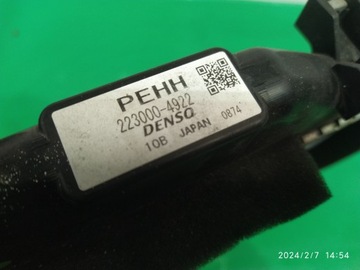 PEHH
223000-4922
DENSO
10B JAPAN 0874
2024/2/7 14:54